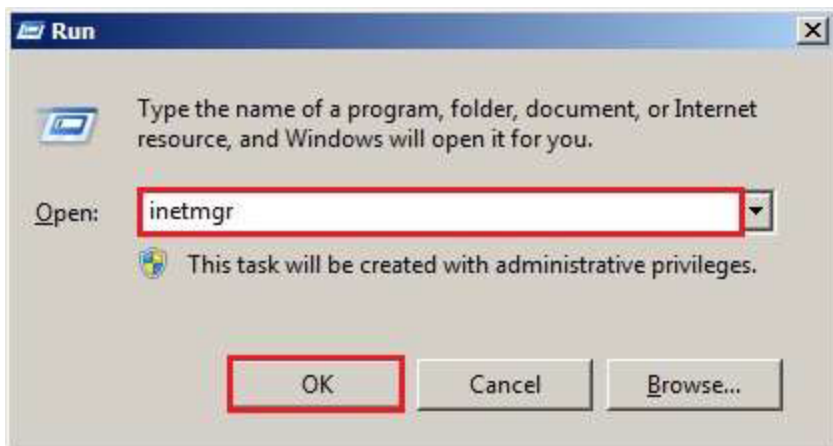 Run
Type the name of a program, folder, document, or Internet
resource, and Windows will open it for you.
Open:
inetmgr
This task will be created with administrative privileges.
OK
Cancel
Browse...